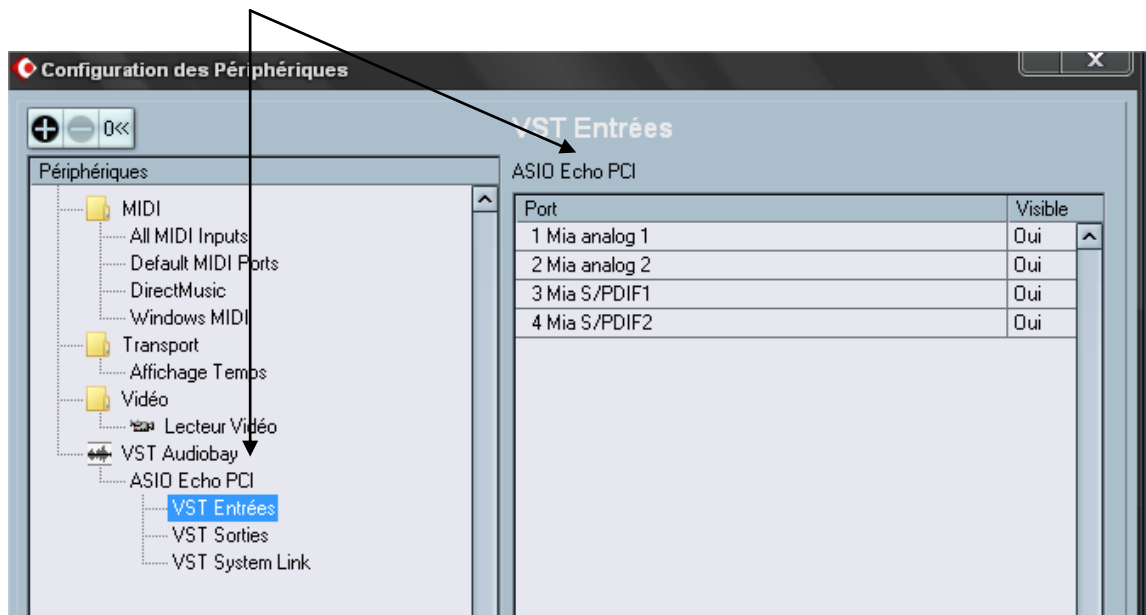 Configuration des Périphériques
X
0<<
VST Entrées
Périphériques
ASIO Echo PCI
MIDI
All MIDI Inputs
Default MIDI Ports
DirectMusic
Windows MIDI
Transport
Affichage Temps
Vidéo
Lecteur Vidéo
VST Audiobay
ASIO Echo PCI
VST Entrées
VST Sorties
VST System Link
Port Visible
1 Mia analog 1 Oui
2 Mia analog 2 Oui
3 Mia S/PDIF1 Oui
4 Mia S/PDIF2 Oui